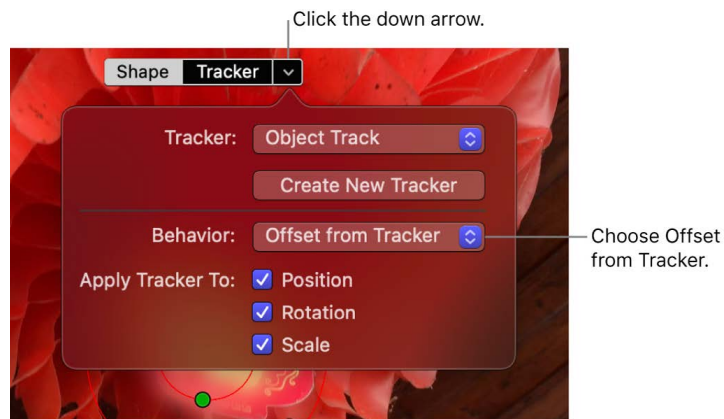 Click the down arrow.
Shape Tracker
Tracker: Object Track
Create New Tracker
Behavior: Offset from Tracker
Choose Offset
from Tracker.
Apply Tracker To: Position
Rotation
Scale